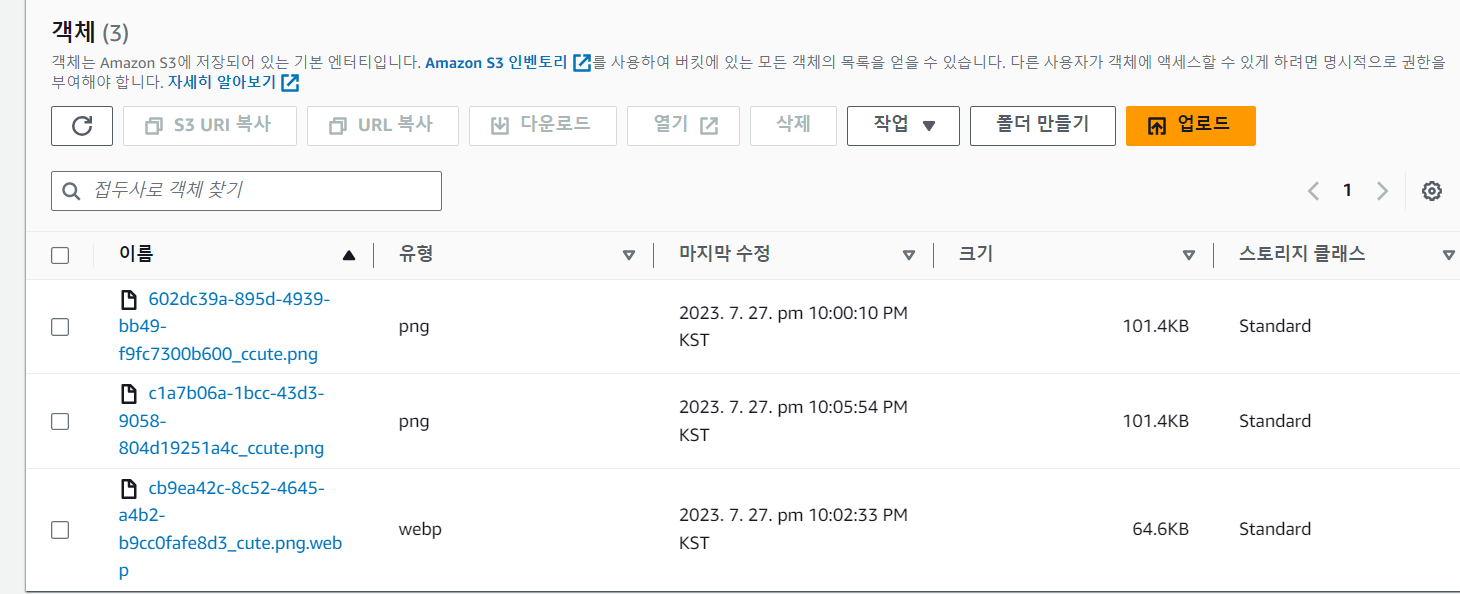 객체 (3)
객체는 Amazon S3에 저장되어 있는 기본 엔터티입니다. Amazon S3 인벤토리 를 사용하여 버킷에 있는 모든 객체의 목록을 얻을 수 있습니다. 다른 사용자가 객체에 액세스할 수 있게 하려면 명시적으로 권한을
부여해야 합니다. 자세히 알아보기
S3 URI 복사 URL 복사 다운로드 열기 삭제 작업 폴더 만들기 업로드
접두사로 객체 찾기 1
이름 유형 마지막 수정 크기 스토리지 클래스
602dc39a-895d-4939-
bb49-
f9fc7300b600_ccute.png
png
2023. 7. 27. pm 10:00:10 PM
KST
101.4KB
Standard
c1a7b06a-1bcc-43d3-
9058-
804d19251a4c_ccute.png
png
2023. 7. 27. pm 10:05:54 PM
KST
101.4KB
Standard
cb9ea42c-8c52-4645-
a4b2-
b9cc0fafe8d3_cute.png.web
p
webp
2023. 7. 27. pm 10:02:33 PM
KST
64.6KB
Standard